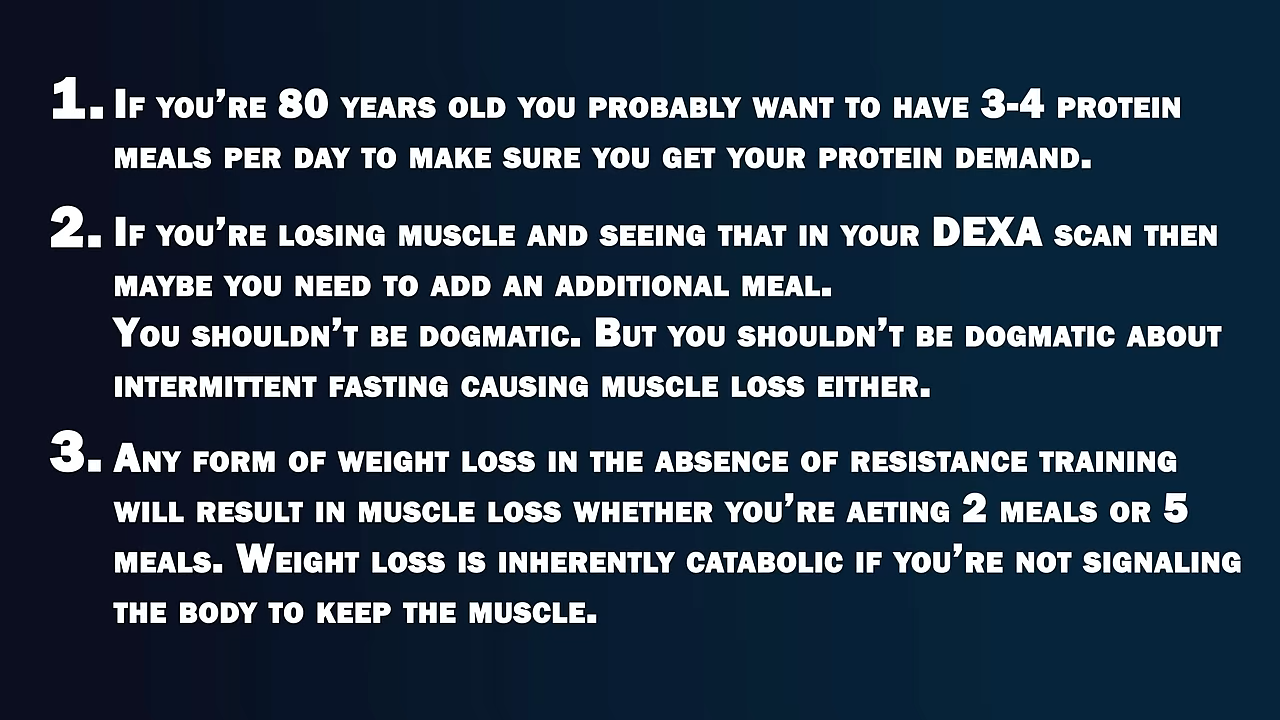 1. If you're 80 years old you probably want to have 3-4 protein
meals per day to make sure you get your protein demand.
2. If you're losing muscle and seeing that in your DEXA scan then
maybe you need to add an additional meal.
You shouldn't be dogmatic. But you shouldn't be dogmatic about
intermittent fasting causing muscle loss either.
3. Any form of weight loss in the absence of resistance training
will result in muscle loss whether you're aeting 2 meals or 5
meals. Weight loss is inherently catabolic if you're not signaling
the body to keep the muscle.